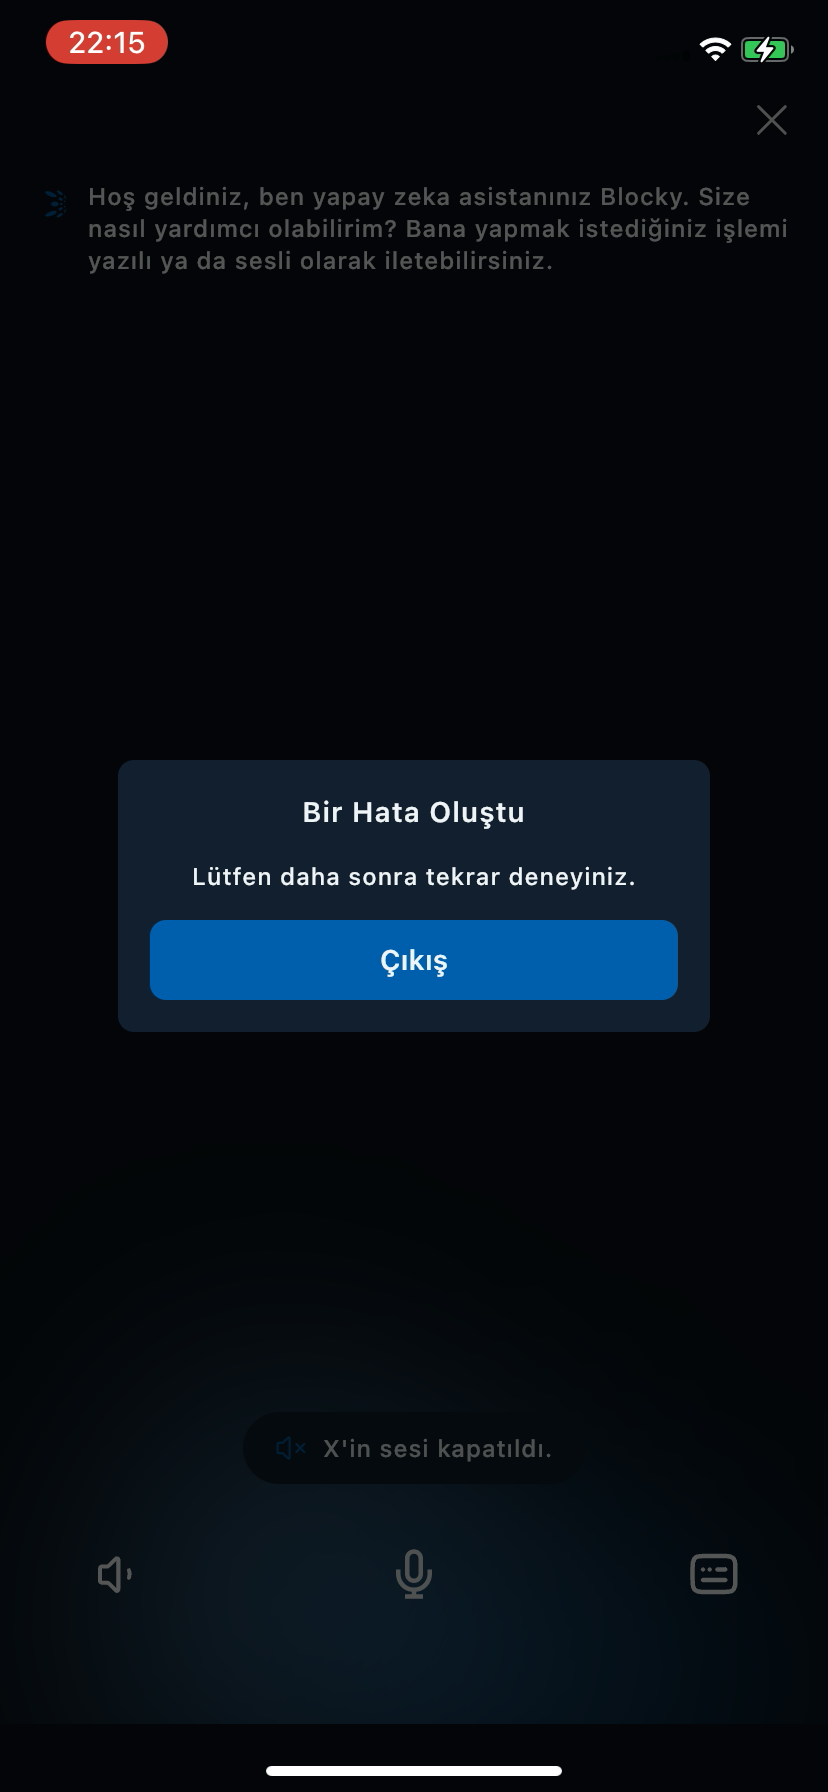 22:15
Hoş geldiniz, ben yapay zeka asistanınız Blocky. Size
nasıl yardımcı olabilirim? Bana yapmak istediğiniz işlemi
yazılı ya da sesli olarak iletebilirsiniz.
Bir Hata Oluştu
Lütfen daha sonra tekrar deneyiniz.
Çıkış
X'in sesi kapatıldı.